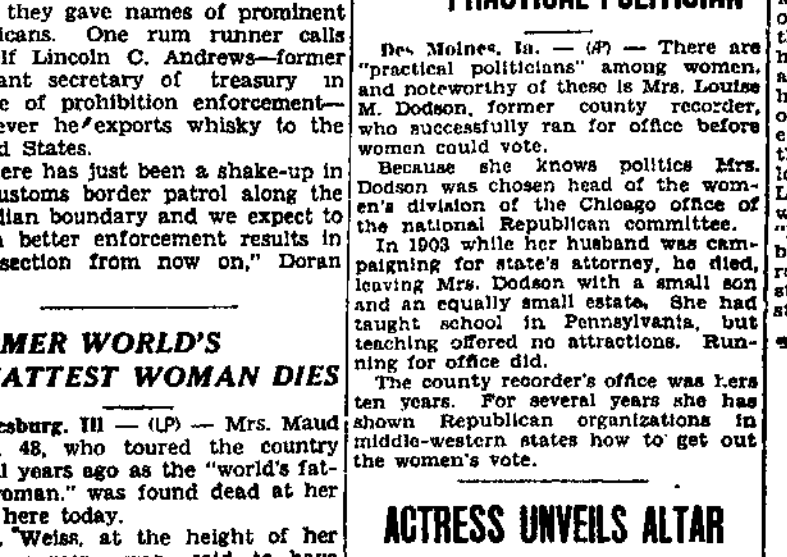 they gave names of prominent
icans. One rum runner calls
lf Lincoln C. Andrews—former
ant secretary of treasury in
e of prohibition enforcement—
ever he exports whisky to the
d States.
ere has just been a shake-up in
ustoms border patrol along the
dian boundary and we expect to
better enforcement results in
section from now on," Doran
MER WORLD'S
ATTEST WOMAN DIES
esburg, Ill — (UP) — Mrs. Maud
48, who toured the country
l years ago as the "world's fat-
oman." was found dead at her
here today.
Weiss, at the height of her
PRACTICAL POLITICIAN
Des Moines, Ia. — (AP) — There are
"practical politicians" among women,
and noteworthy of these is Mrs. Louise
M. Dodson, former county recorder,
who successfully ran for office before
women could vote.
Because she knows politics Mrs.
Dodson was chosen head of the wom-
en's division of the Chicago office of
the national Republican committee.
In 1903 while her husband was cam-
paigning for state's attorney, he died,
leaving Mrs. Dodson with a small son
and an equally small estate. She had
taught school in Pennsylvania, but
teaching offered no attractions. Run-
ning for office did.
The county recorder's office was hers
ten years. For several years she has
shown Republican organizations in
middle-western states how to get out
the women's vote.
ACTRESS UNVEILS ALTAR